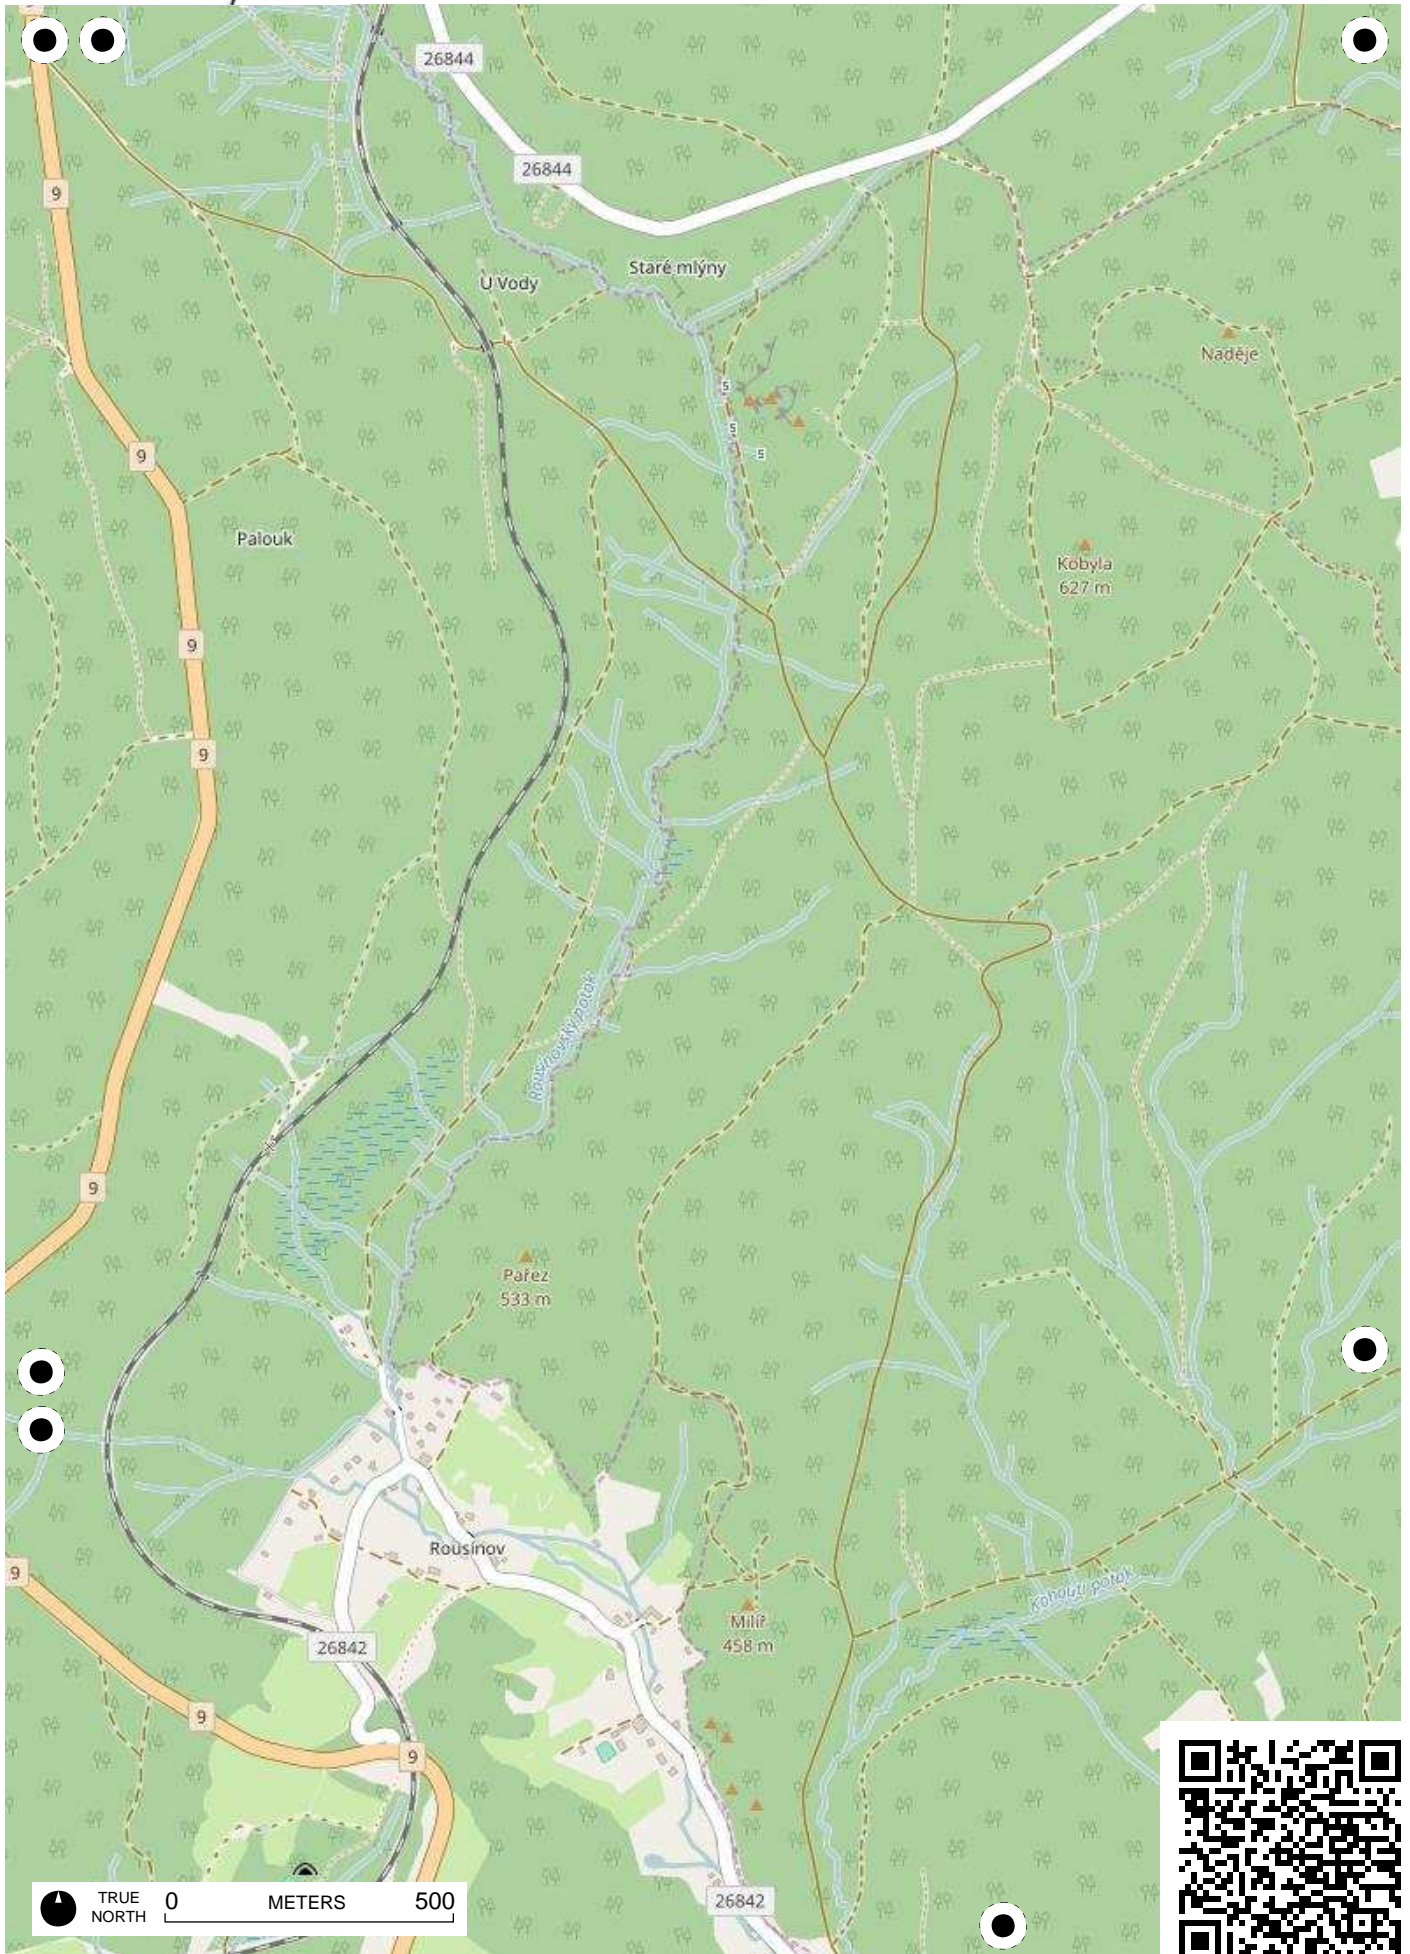 26844
26844
9
Staré mlýny
U Vody
Naděje
5
5
5
9
Palouk
Kobyla
627 m
9
9
Rousínovský potok
9
Pařez
533 m
Rousínov
9
Kohoutí potok
Milíř
458 m
26842
9
9
26842
TRUE
NORTH
0 METERS 500